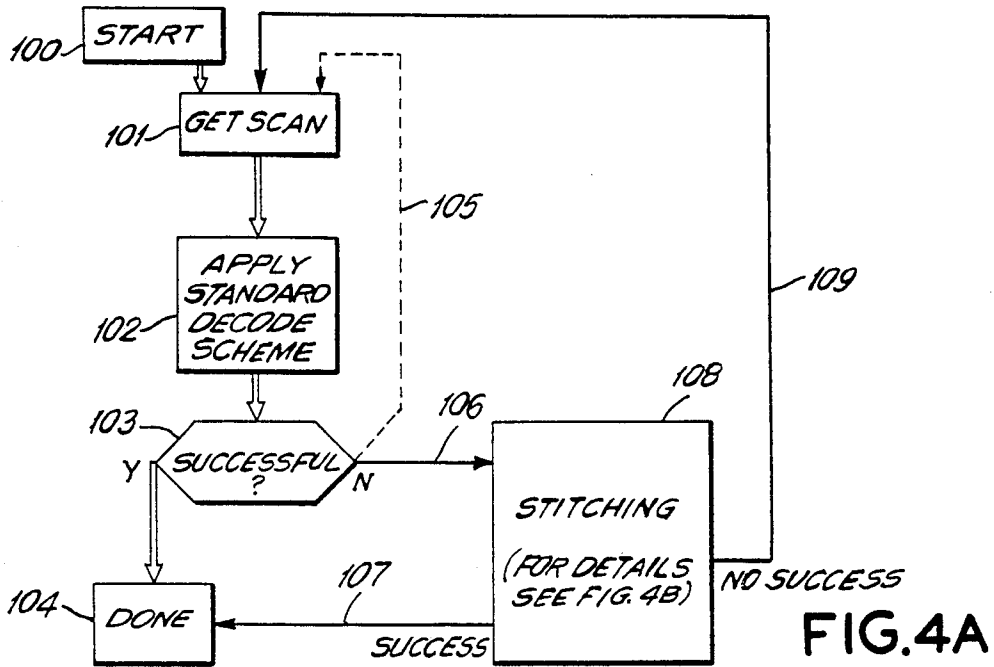 100
START
101
GET SCAN
105
102
APPLY
STANDARD
DECODE
SCHEME
109
103
SUCCESSFUL
?
Y
N
106
108
STITCHING
(FOR DETAILS
SEE FIG. 4B)
NO SUCCESS
104
DONE
107
SUCCESS
FIG.4A